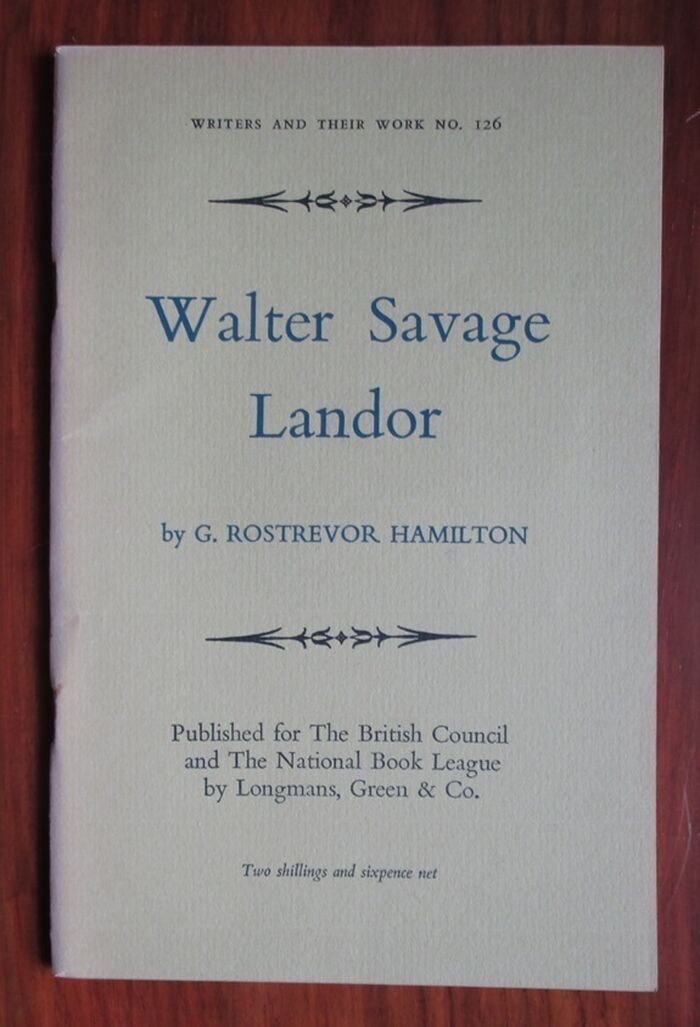 WRITERS AND THEIR WORK NO. 126
Walter Savage
Landor
by G. ROSTREVOR HAMILTON
Published for The British Council
and The National Book League
by Longmans, Green & Co.
Two shillings and sixpence net